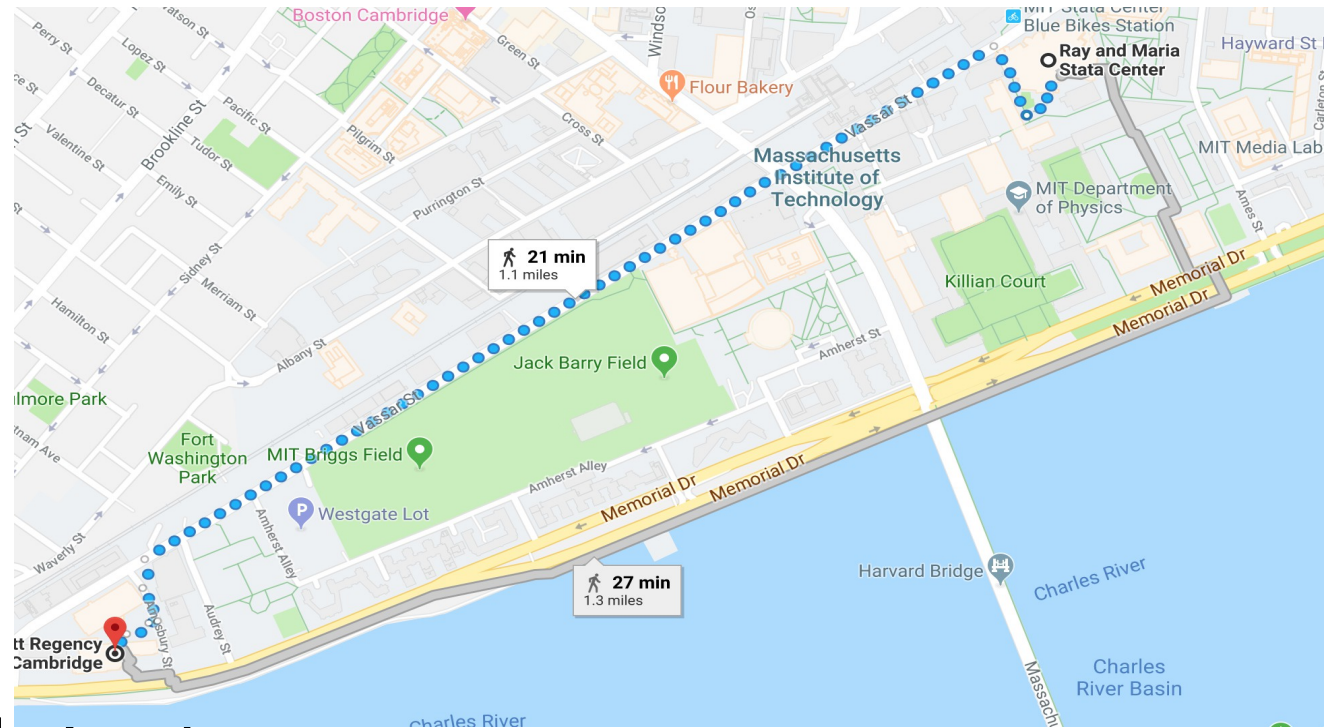 Boston Cambridge
MIT Stata Center
Blue Bikes Station
Ray and Maria
Stata Center
Hayward St
Watson St
Perry St
Lopez St
Decatur St
Pacific St
Tudor St
Valentine St
Emily St
Brookline St
Green St
Cross St
Pilgrim St
Purrington St
Flour Bakery
Vassar St
Massachusetts
Institute of
Technology
MIT Media Lab
Carleton St
Ames St
MIT Department
of Physics
Killian Court
Memorial Dr
Memorial Dr
Sidney St
Merriam St
Hamilton St
Albany St
21 min
1.1 miles
Jack Barry Field
Amherst St
Vassar St
Fort
Washington
Park
MIT Briggs Field
Westgate Lot
P
Amherst Alley
Amherst Alley
Memorial Dr
Memorial Dr
Waverly St
Audrey St
Amesbury St
tt Regency
Cambridge
27 min
1.3 miles
Harvard Bridge
Charles River
Charles
River Basin
Charles River